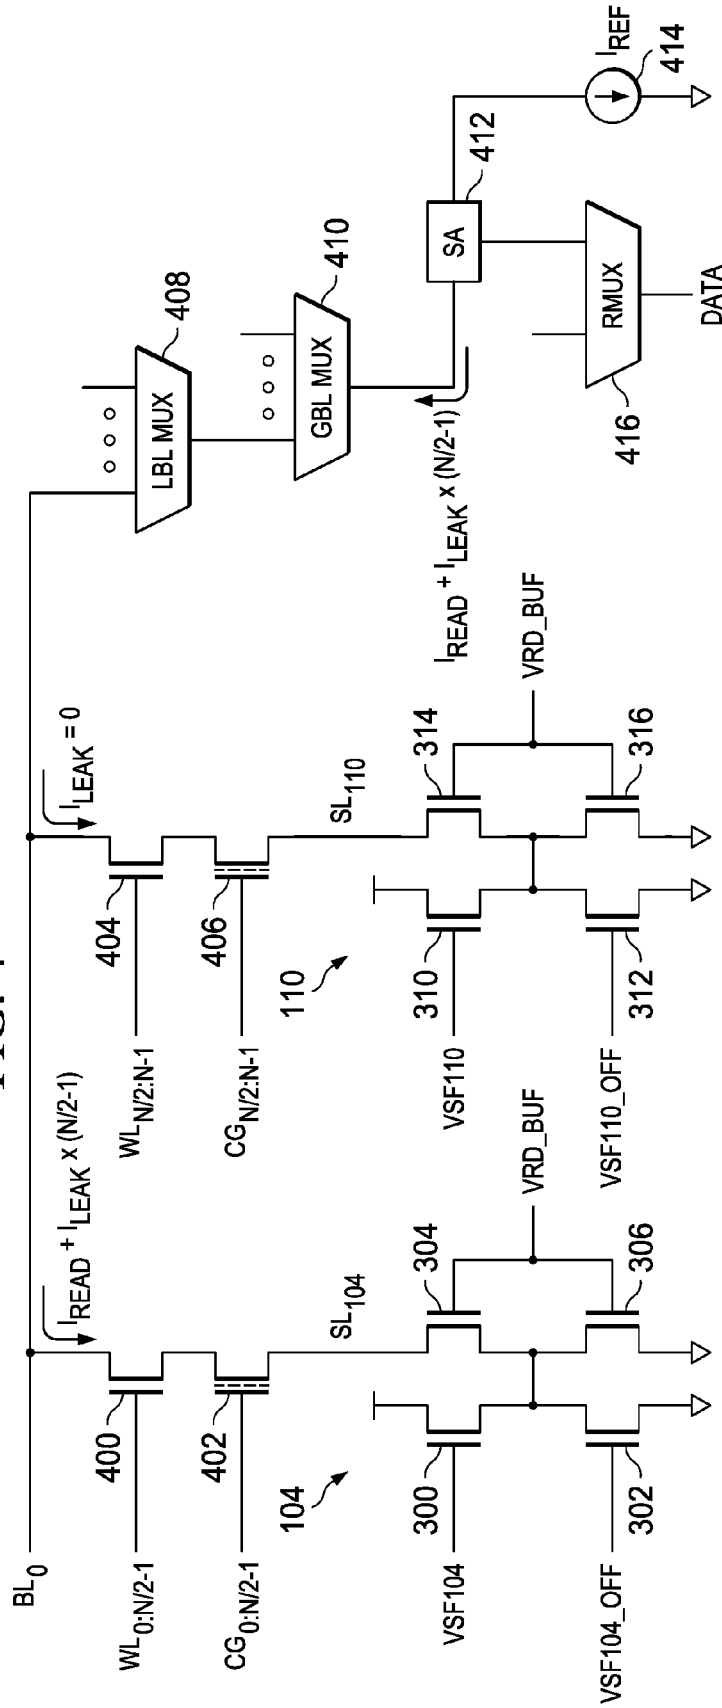 BL0
WL0:N/2-1
CG0:N/2-1
400
402
104
IREAD + ILEAK x (N/2-1)
SL104
VSF104
VSF104_OFF
300
302
304
306
VRD_BUF
WLN/2:N-1
CGN/2:N-1
404
406
110
ILEAK = 0
SL110
VSF110
VSF110_OFF
310
312
314
316
VRD_BUF
LBL MUX
408
GBL MUX
410
IREAD + ILEAK x (N/2-1)
SA
412
IREF
414
RMUX
416
DATA